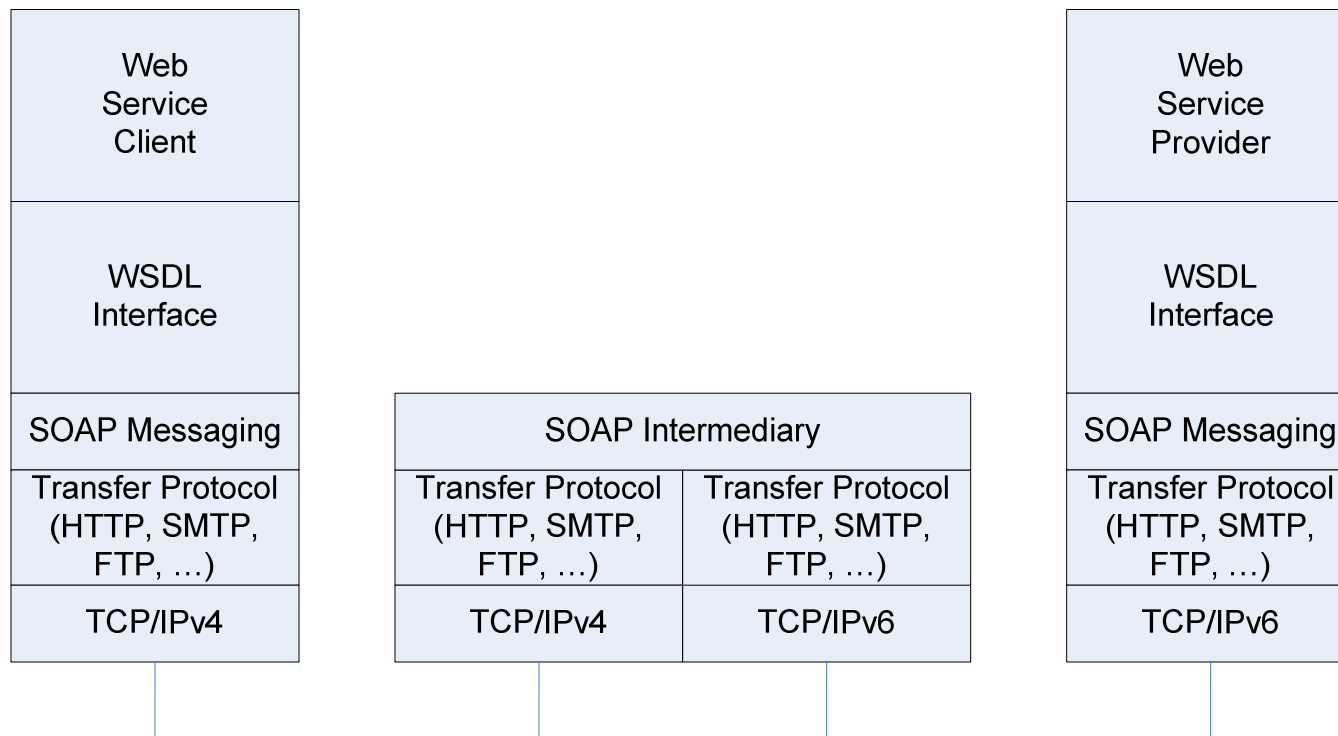 Web
Service
Client
WSDL
Interface
SOAP Messaging
Transfer Protocol
(HTTP, SMTP,
FTP, …)
TCP/IPv4
SOAP Intermediary
Transfer Protocol
(HTTP, SMTP,
FTP, …)
TCP/IPv4
Transfer Protocol
(HTTP, SMTP,
FTP, …)
TCP/IPv6
Web
Service
Provider
WSDL
Interface
SOAP Messaging
Transfer Protocol
(HTTP, SMTP,
FTP, …)
TCP/IPv6